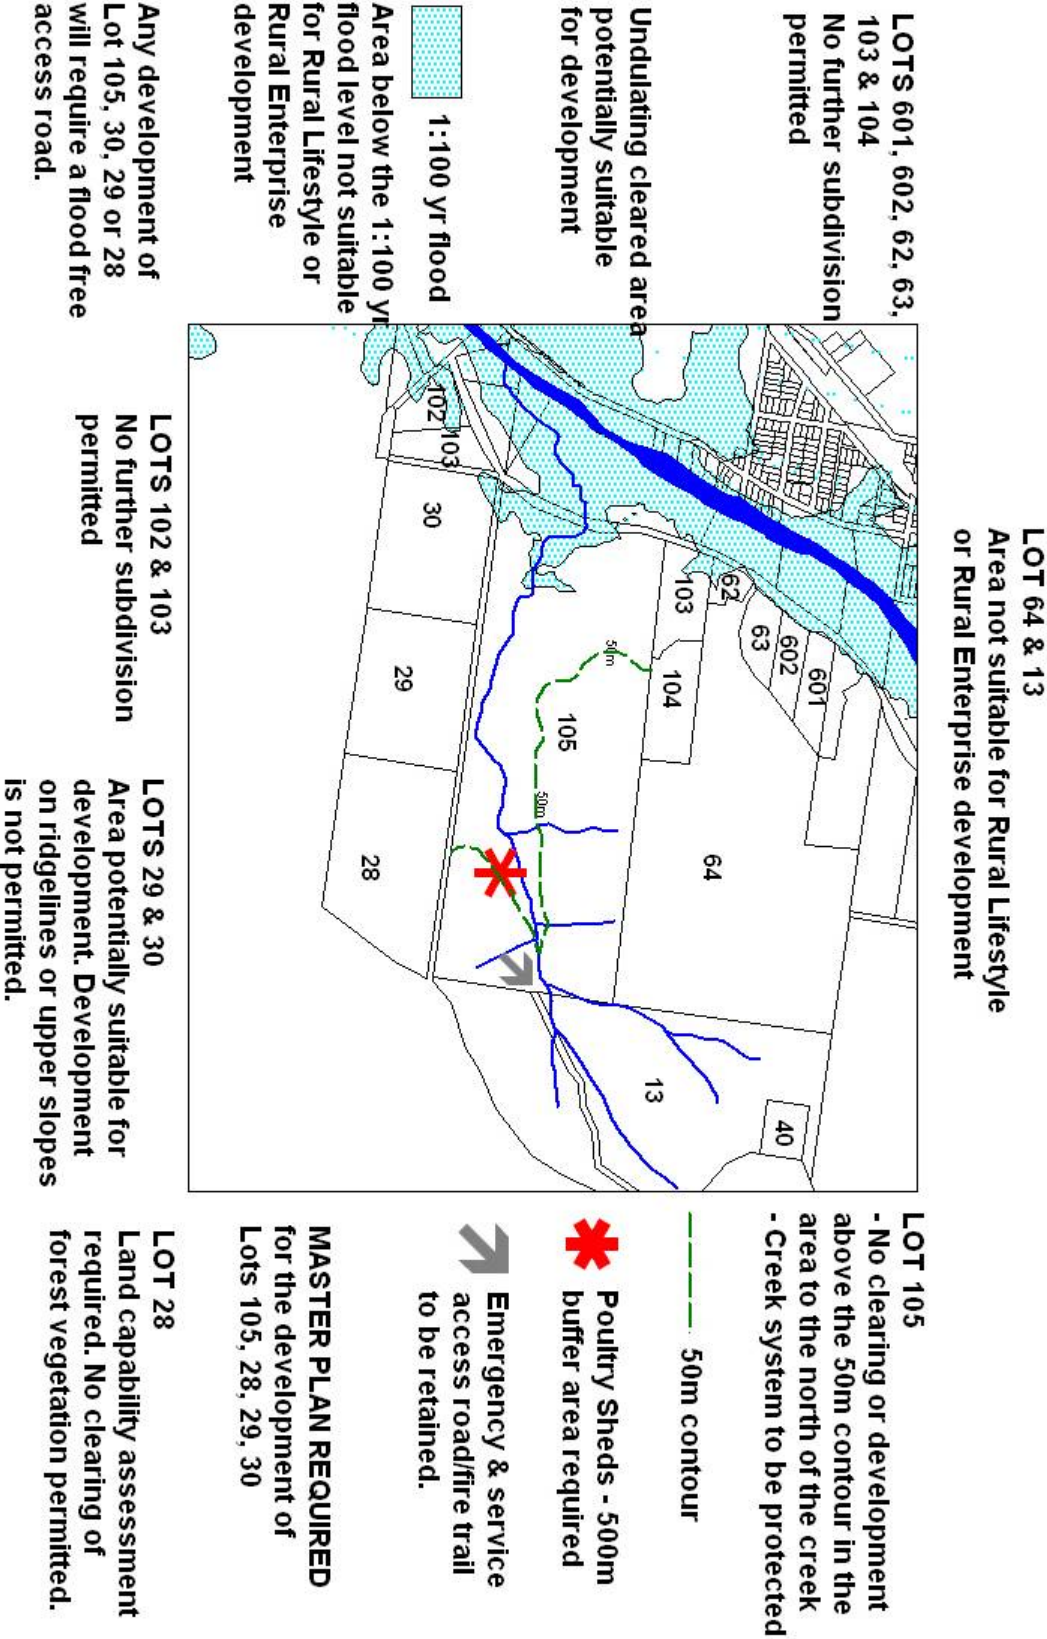 LOT 64 & 13
Area not suitable for Rural Lifestyle
or Rural Enterprise development
LOTS 601, 602, 62, 63,
103 & 104
No further subdivision
permitted
Undulating cleared area
potentially suitable
for development
1:100 yr flood
Area below the 1:100 yr
flood level not suitable
for Rural Lifestyle or
Rural Enterprise
development
Any development of
Lot 105, 30, 29 or 28
will require a flood free
access road.
62
63
602
601
103
104
50m
105
50m
64
13
40
102
103
30
29
28
LOT 105
- No clearing or development
above the 50m contour in the
area to the north of the creek
- Creek system to be protected
50m contour
Poultry Sheds - 500m
buffer area required
Emergency & service
access road/fire trail
to be retained.
MASTER PLAN REQUIRED
for the development of
Lots 105, 28, 29, 30
LOTS 102 & 103
No further subdivision
permitted
LOTS 29 & 30
Area potentially suitable for
development. Development
on ridgelines or upper slopes
is not permitted.
LOT 28
Land capability assessment
required. No clearing of
forest vegetation permitted.